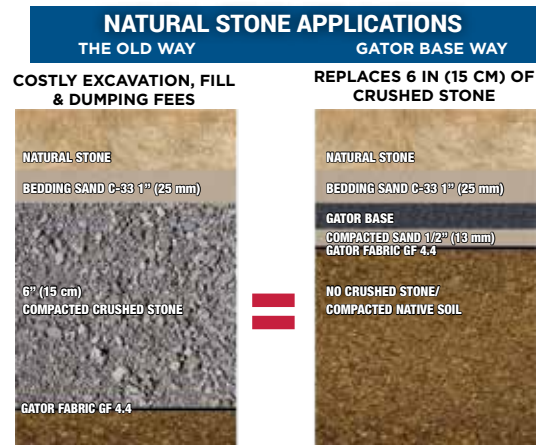 NATURAL STONE APPLICATIONS
THE OLD WAY
GATOR BASE WAY
COSTLY EXCAVATION, FILL
& DUMPING FEES
REPLACES 6 IN (15 CM) OF
CRUSHED STONE
NATURAL STONE
BEDDING SAND C-33 1” (25 mm)
6” (15 cm)
COMPACTED CRUSHED STONE
GATOR FABRIC GF 4.4
=
NATURAL STONE
BEDDING SAND C-33 1” (25 mm)
GATOR BASE
COMPACTED SAND 1/2” (13 mm)
GATOR FABRIC GF 4.4
NO CRUSHED STONE/
COMPACTED NATIVE SOIL